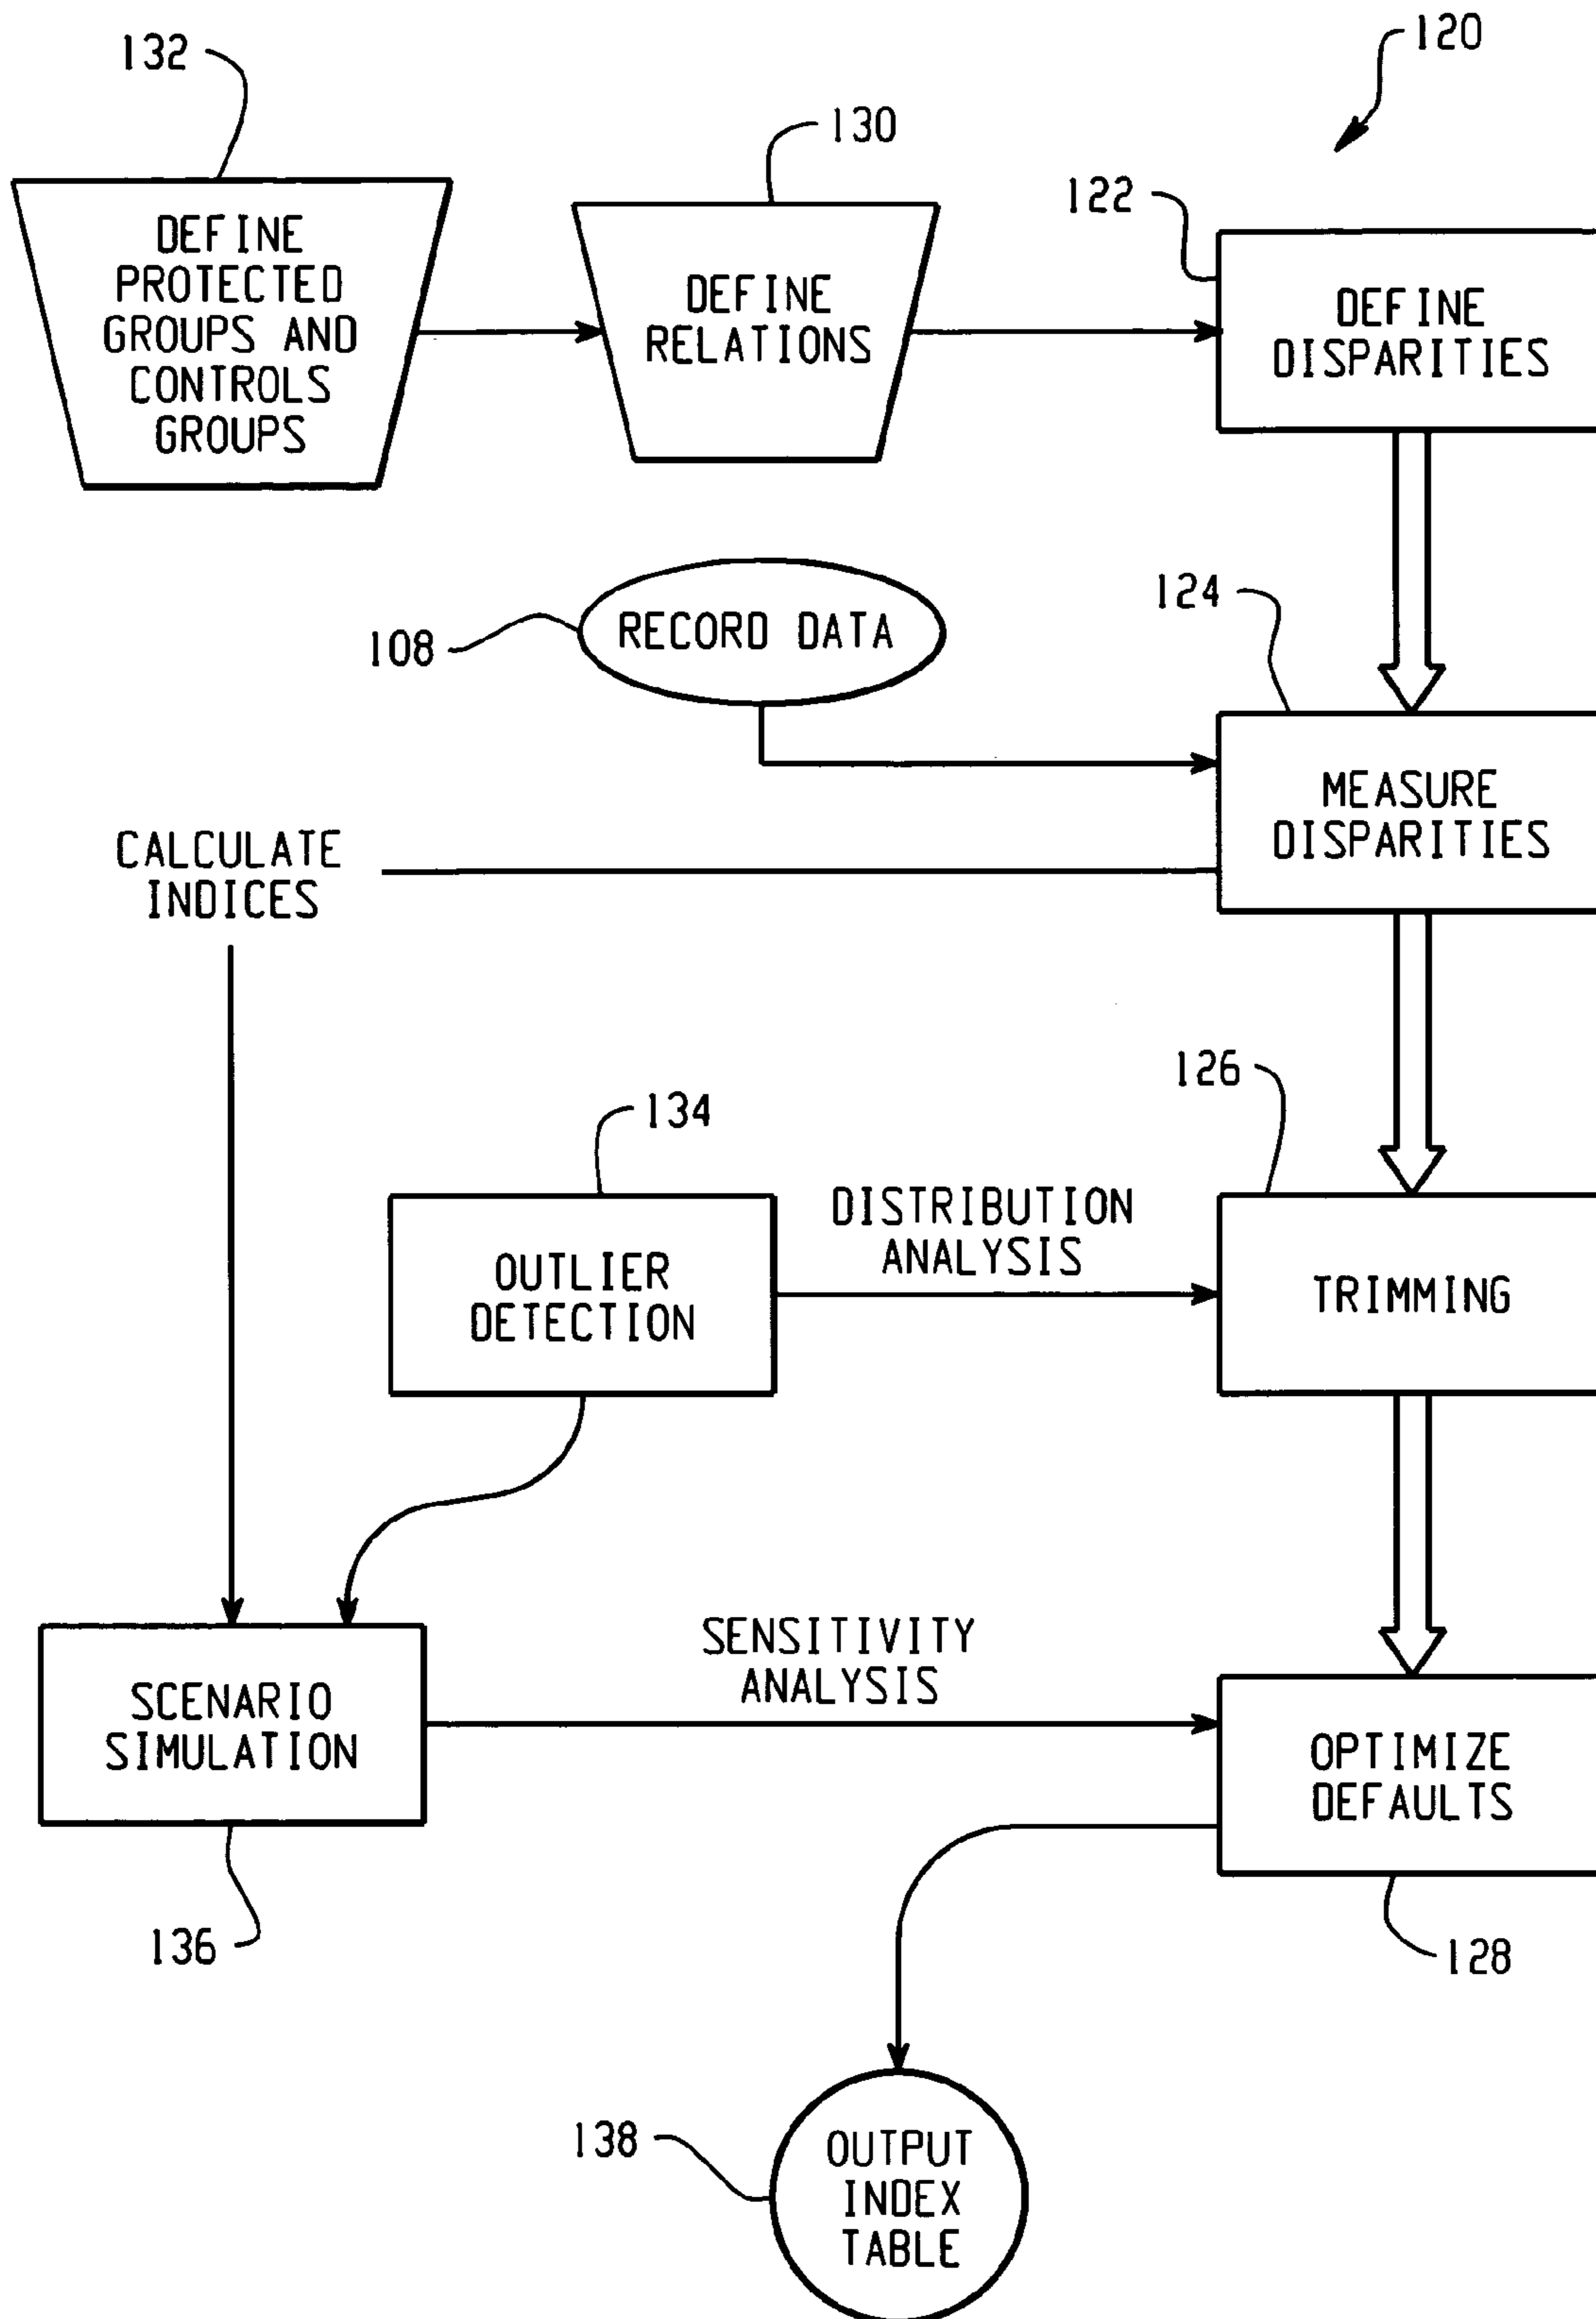 120
132
130
122
DEFINE
PROTECTED
GROUPS AND
CONTROLS
GROUPS
DEFINE
RELATIONS
DEFINE
DISPARITIES
108
RECORD DATA
124
MEASURE
DISPARITIES
CALCULATE
INDICES
134
126
OUTLIER
DETECTION
DISTRIBUTION
ANALYSIS
TRIMMING
SCENARIO
SIMULATION
136
SENSITIVITY
ANALYSIS
OPTIMIZE
DEFAULTS
128
138
OUTPUT
INDEX
TABLE